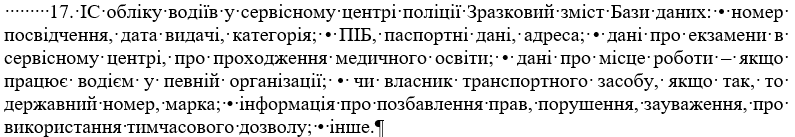 17. ІС обліку водіїв у сервісному центрі поліції Зразковий зміст Бази даних: • номер
посвідчення, дата видачі, категорія; • ПІБ, паспортні дані, адреса; • дані про екзамени в
сервісному центрі, про проходження медичного освіти; • дані про місце роботи – якщо
працює водієм у певній організації; • чи власник транспортного засобу, якщо так, то
державний номер, марка; • інформація про позбавлення прав, порушення, зауваження, про
використання тимчасового дозволу; • інше.¶